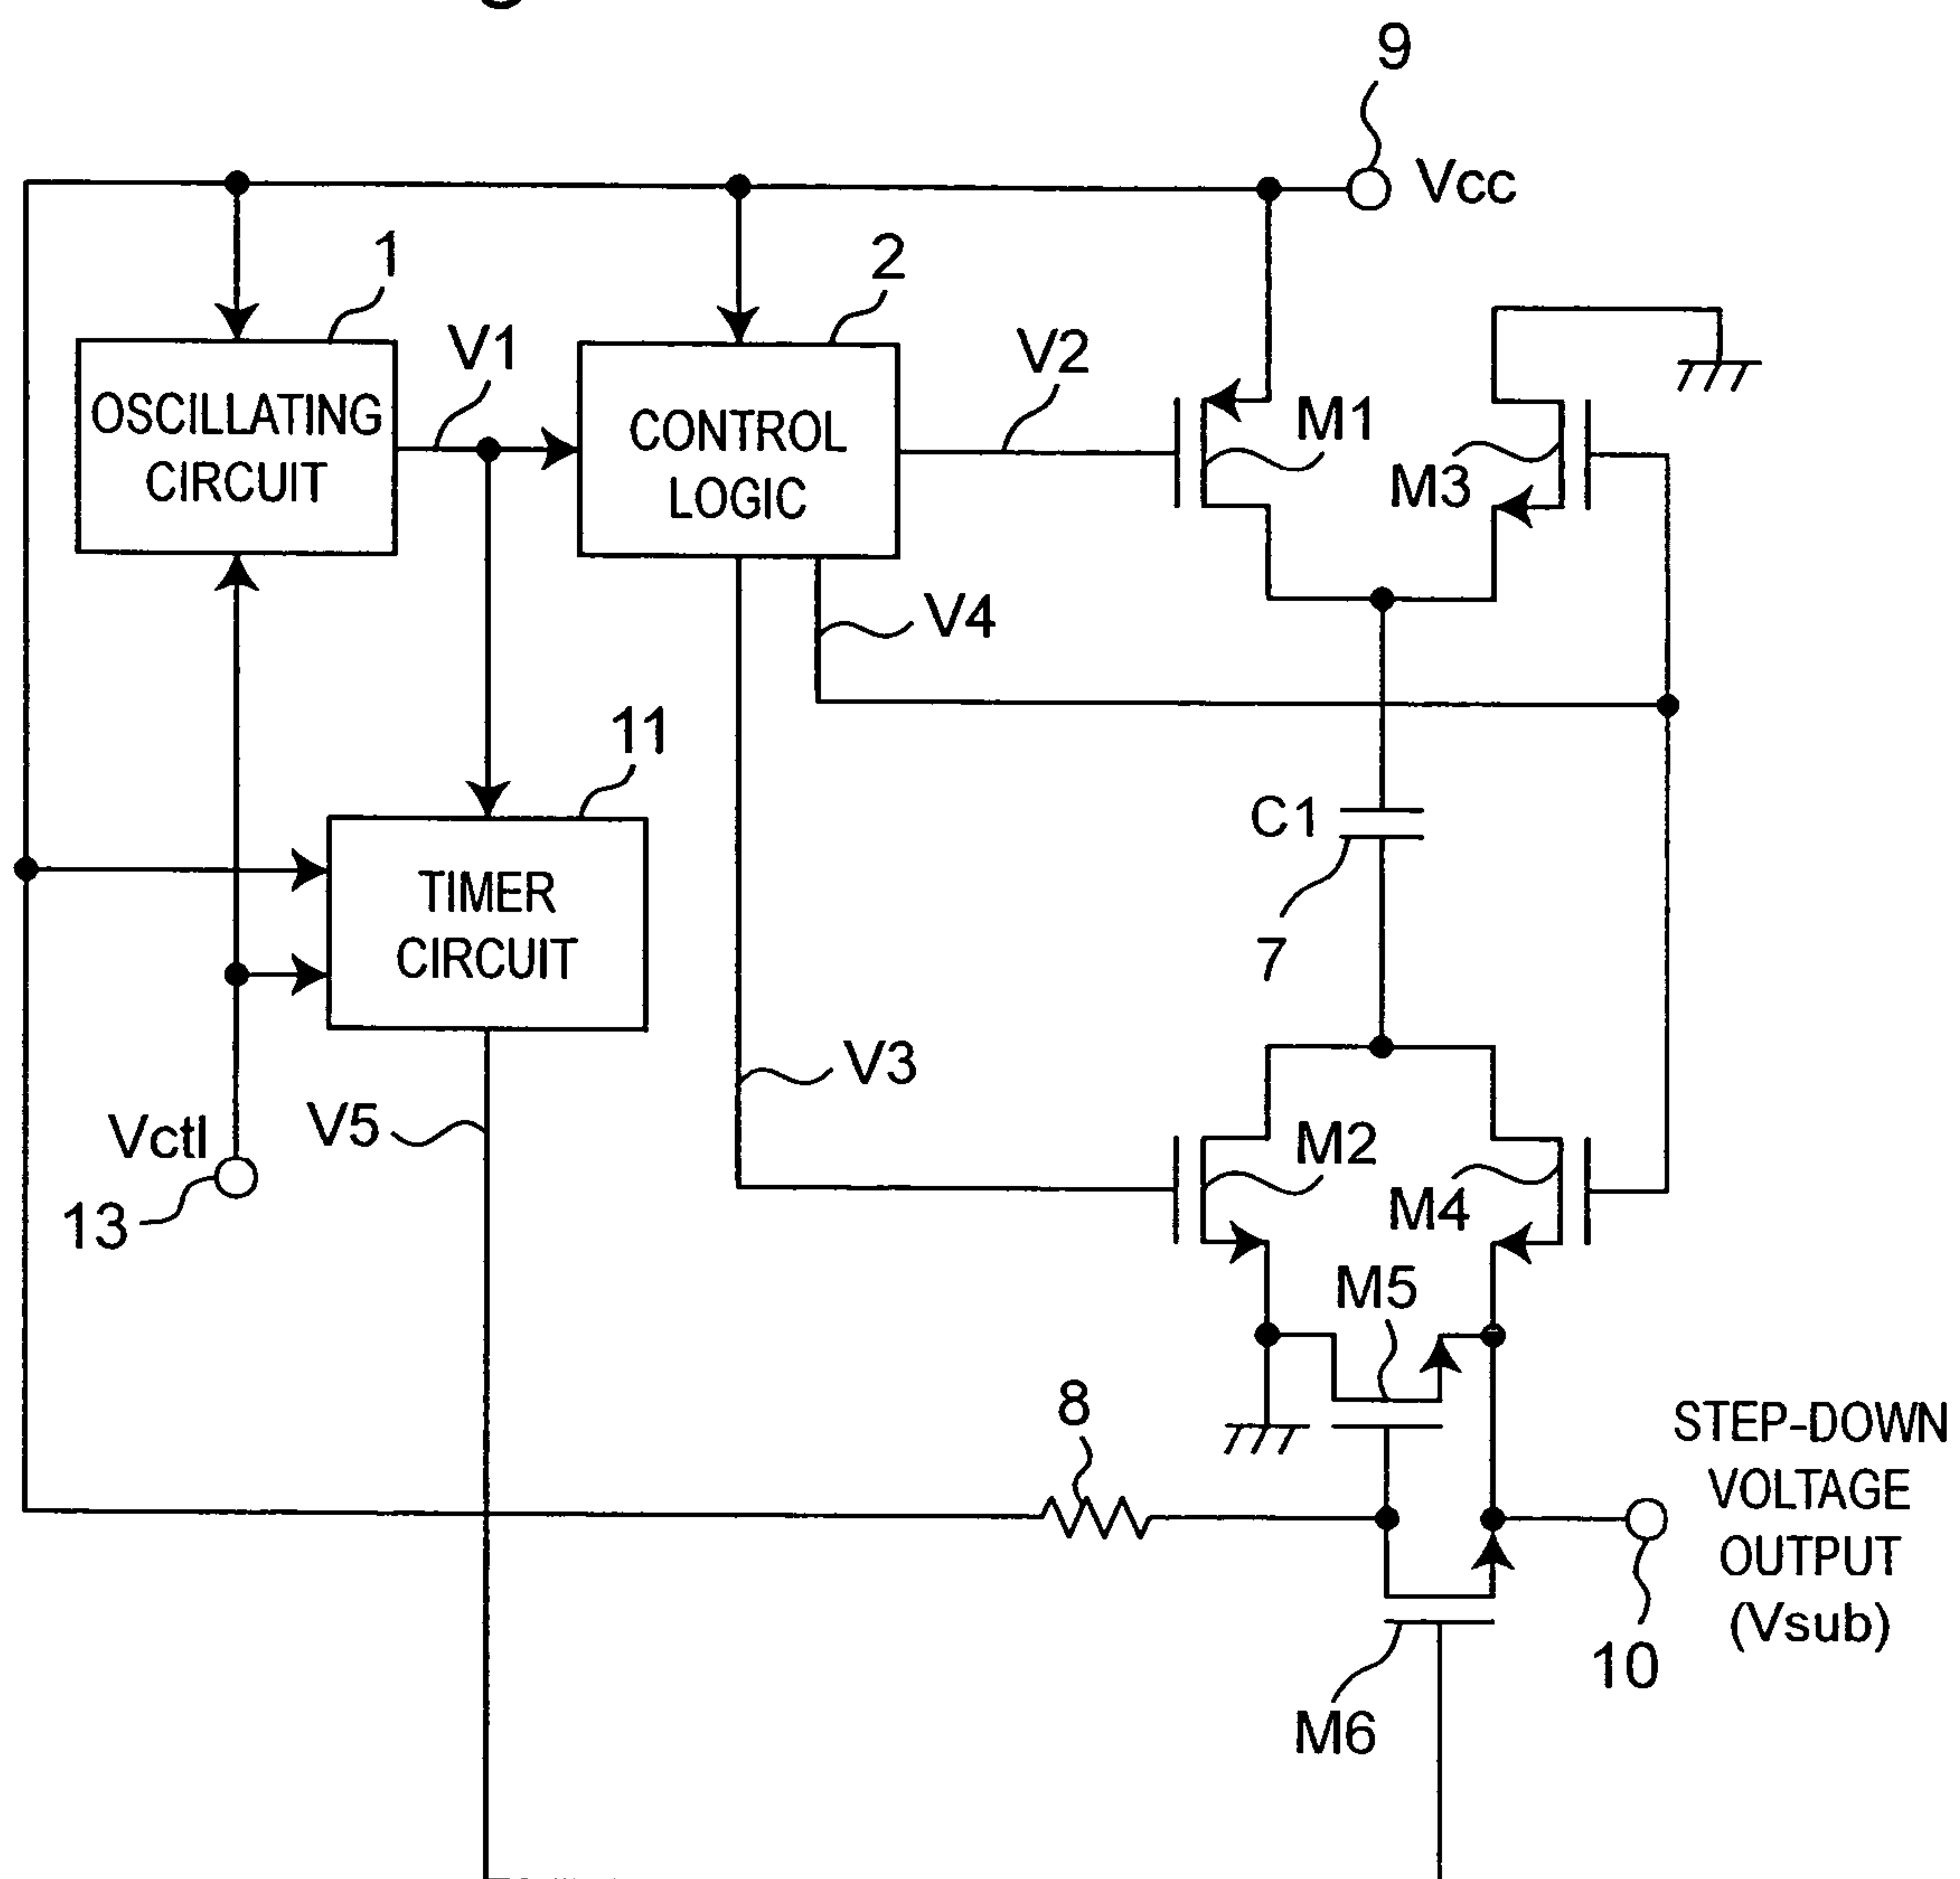 9
Vcc
1
2
V1
V2
OSCILLATING
CIRCUIT
CONTROL
LOGIC
M1
M3
V4
11
C1
TIMER
CIRCUIT
7
V3
Vctl
V5
M2
13
M4
M5
8
STEP-DOWN
VOLTAGE
OUTPUT
(Vsub)
10
M6